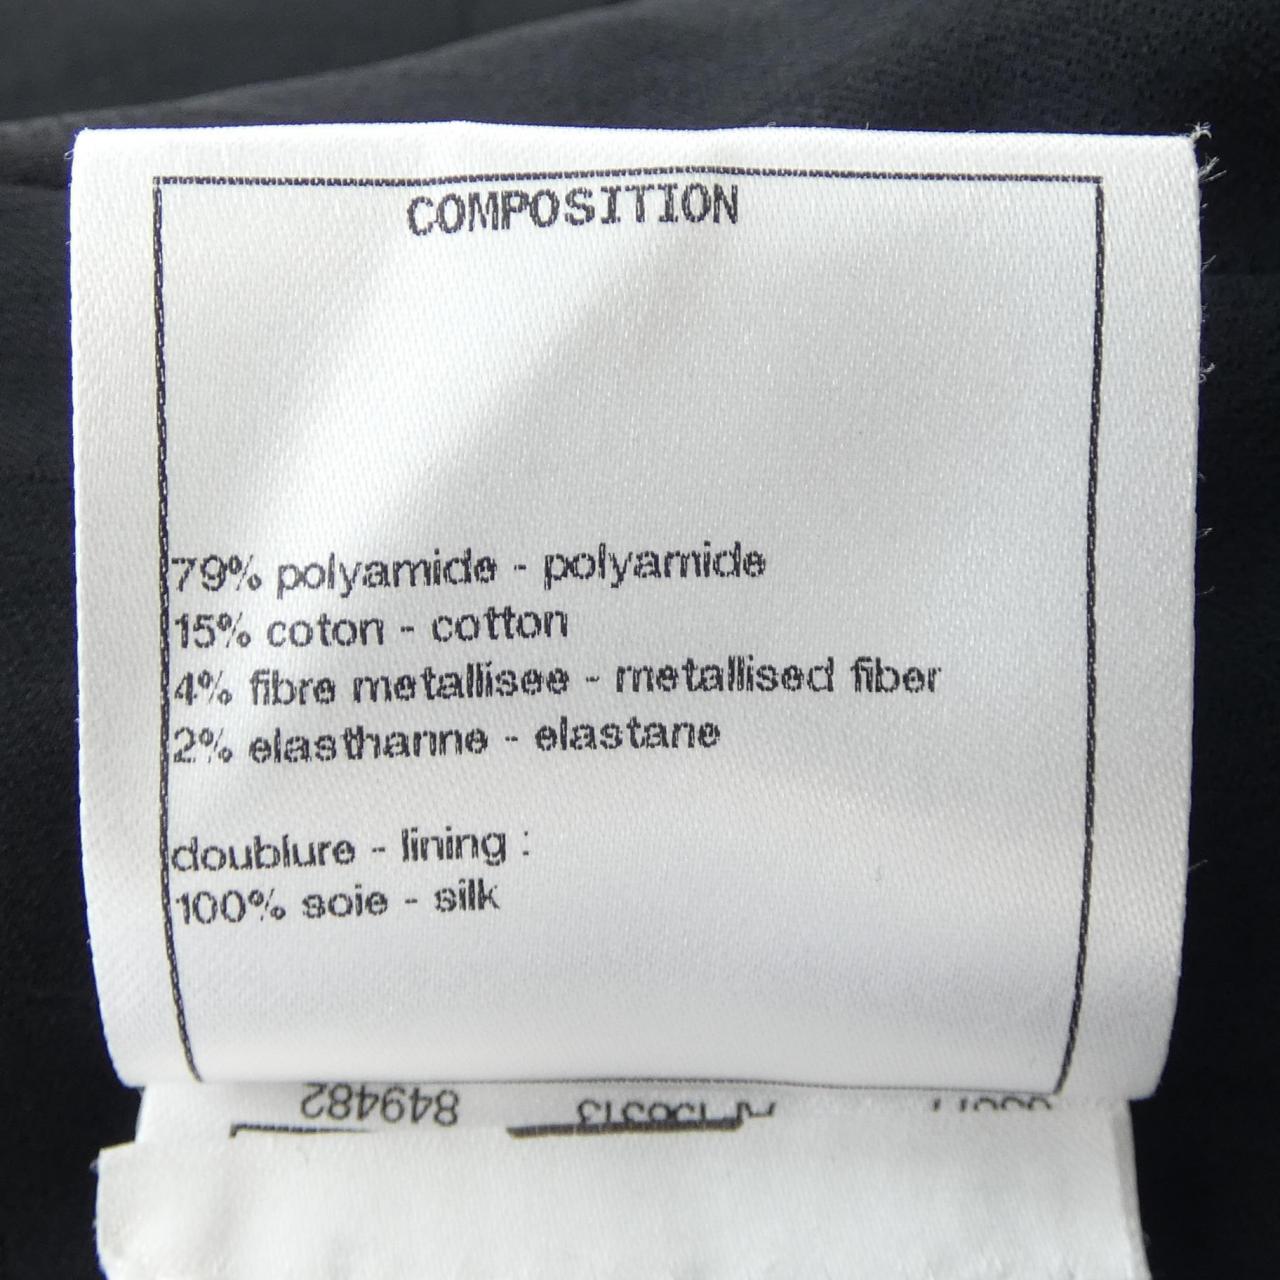 COMPOSITION
79% polyamide - polyamide
15% coton - cotton
4% fibre metallisee - metallised fiber
2% elasthanne - elastane
doublure - lining :
100% soie - silk
849482